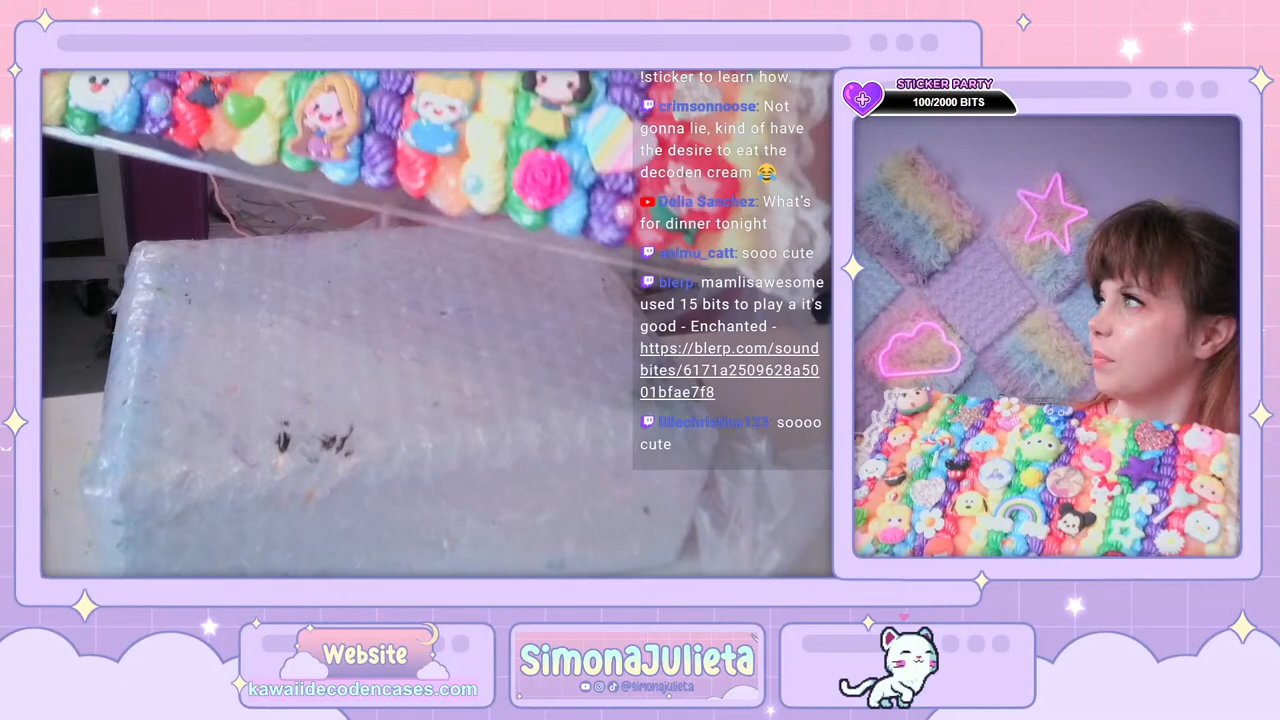 !sticker to learn how.
crimsonnoose: Not
gonna lie, kind of have
the desire to eat the
decoden cream 😂
Delia Sanchez: What's
for dinner tonight
animu_catt: sooo cute
blerp: mamlisawesome
used 15 bits to play a it's
good - Enchanted -
https://blerp.com/sound
bites/6171a2509628a50
01bfae7f8
soooo
cute
STICKER PARTY
100/2000 BITS
Website
kawaiidecodencases.com
SimonaJulieta
@simonajulieta